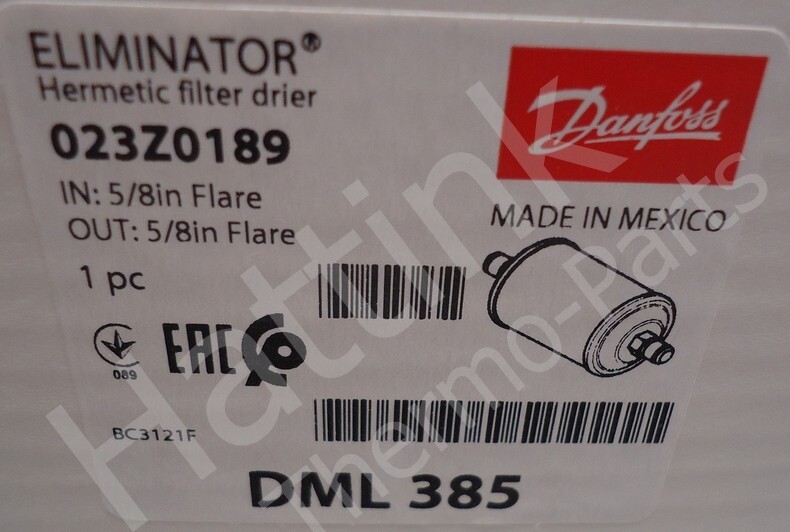 ELIMINATOR®
Hermetic filter drier
023Z0189
IN: 5/8in Flare
OUT: 5/8in Flare
1 pc
Danfoss
MADE IN MEXICO
089
EAC
BC3121F
DML 385
Hattink
Thermo-Parts